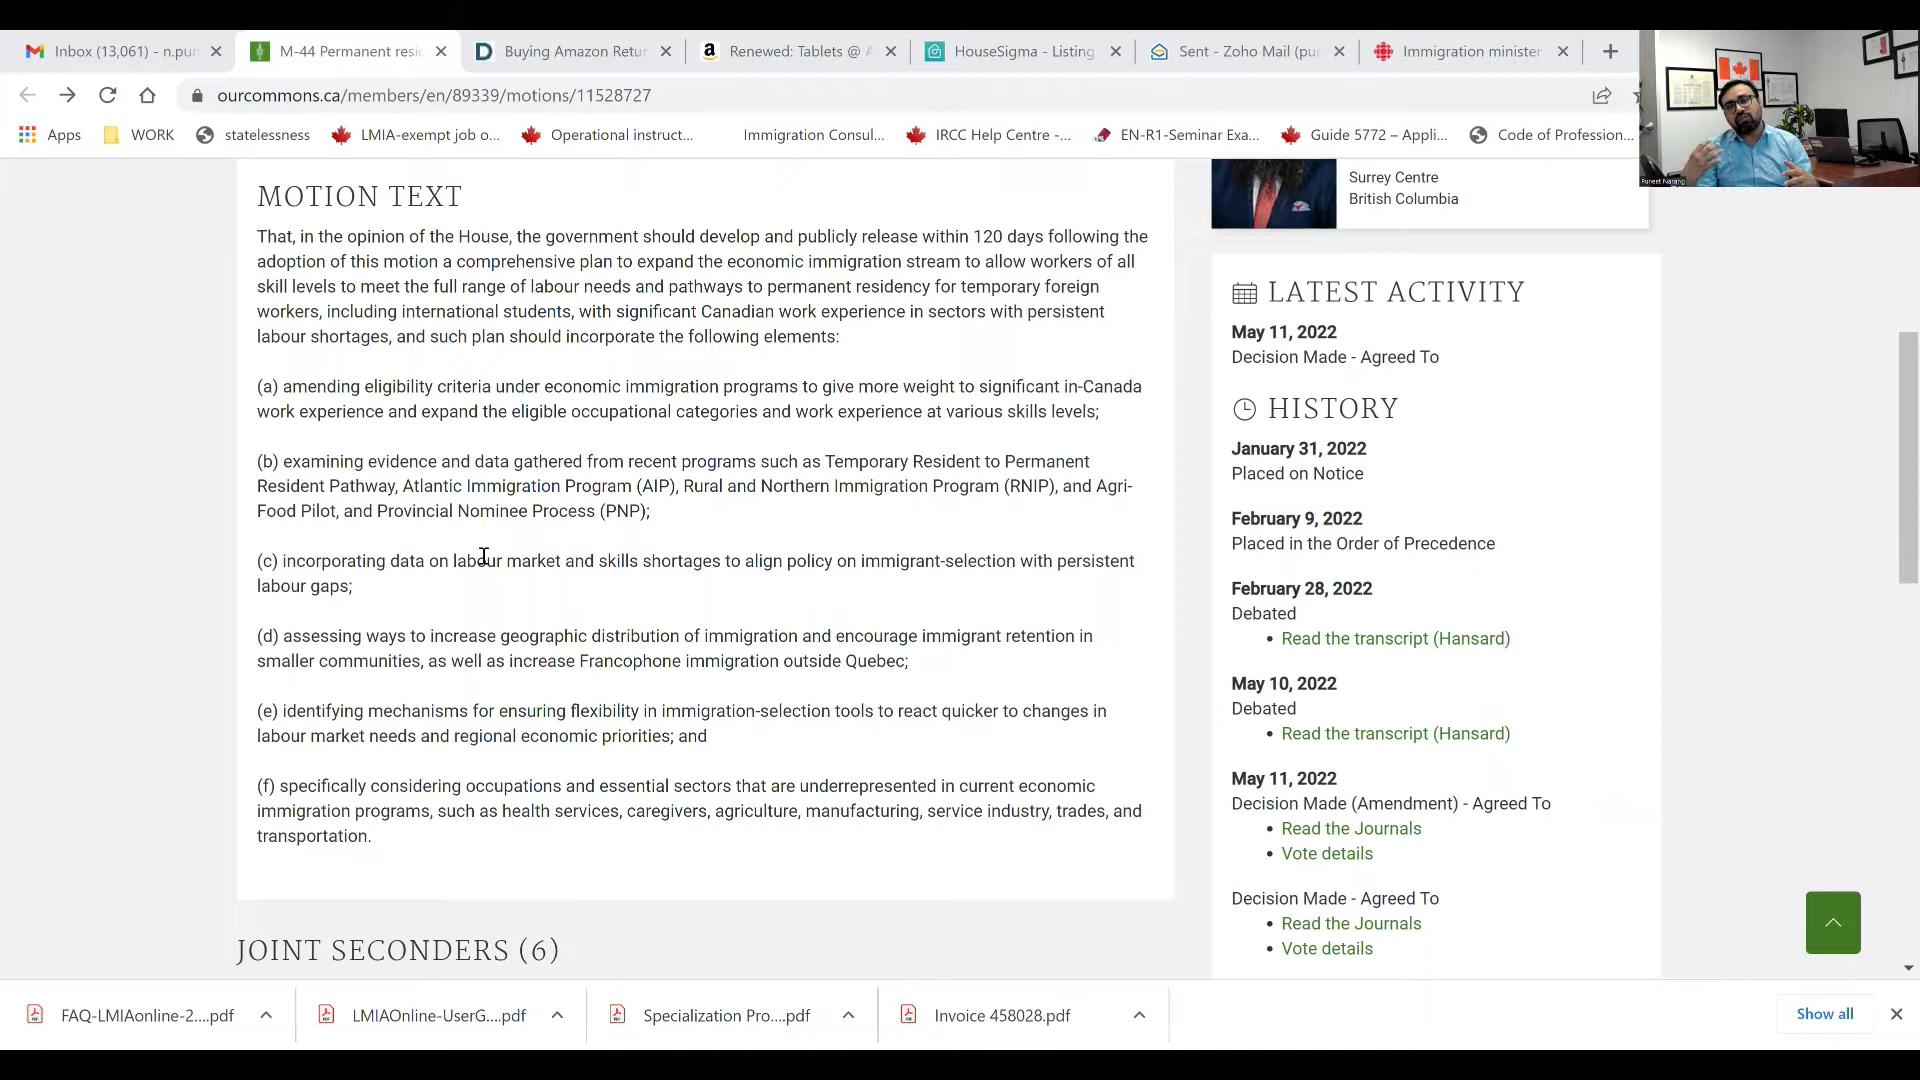 Inbox (13,061) - n.pun
M-44 Permanent resi
Buying Amazon Retur
Renewed: Tablets @ A
HouseSigma - Listing
Sent - Zoho Mail (pu
Immigration minister
ourcommons.ca/members/en/89339/motions/11528727
Apps
WORK
statelessness
LMIA-exempt job o...
Operational instruct...
Immigration Consul...
IRCC Help Centre -...
EN-R1-Seminar Exa...
Guide 5772 – Appli...
Code of Profession...
Puneet Narang
MOTION TEXT
That, in the opinion of the House, the government should develop and publicly release within 120 days following the
adoption of this motion a comprehensive plan to expand the economic immigration stream to allow workers of all
skill levels to meet the full range of labour needs and pathways to permanent residency for temporary foreign
workers, including international students, with significant Canadian work experience in sectors with persistent
labour shortages, and such plan should incorporate the following elements:
(a) amending eligibility criteria under economic immigration programs to give more weight to significant in-Canada
work experience and expand the eligible occupational categories and work experience at various skills levels;
(b) examining evidence and data gathered from recent programs such as Temporary Resident to Permanent
Resident Pathway, Atlantic Immigration Program (AIP), Rural and Northern Immigration Program (RNIP), and Agri-
Food Pilot, and Provincial Nominee Process (PNP);
(c) incorporating data on labour market and skills shortages to align policy on immigrant-selection with persistent
labour gaps;
(d) assessing ways to increase geographic distribution of immigration and encourage immigrant retention in
smaller communities, as well as increase Francophone immigration outside Quebec;
(e) identifying mechanisms for ensuring flexibility in immigration-selection tools to react quicker to changes in
labour market needs and regional economic priorities; and
(f) specifically considering occupations and essential sectors that are underrepresented in current economic
immigration programs, such as health services, caregivers, agriculture, manufacturing, service industry, trades, and
transportation.
JOINT SECONDERS (6)
Surrey Centre
British Columbia
LATEST ACTIVITY
May 11, 2022
Decision Made - Agreed To
HISTORY
January 31, 2022
Placed on Notice
February 9, 2022
Placed in the Order of Precedence
February 28, 2022
Debated
• Read the transcript (Hansard)
May 10, 2022
Debated
• Read the transcript (Hansard)
May 11, 2022
Decision Made (Amendment) - Agreed To
• Read the Journals
• Vote details
Decision Made - Agreed To
• Read the Journals
• Vote details
FAQ-LMIAonline-2....pdf
LMIAOnline-UserG....pdf
Specialization Pro....pdf
Invoice 458028.pdf
Show all